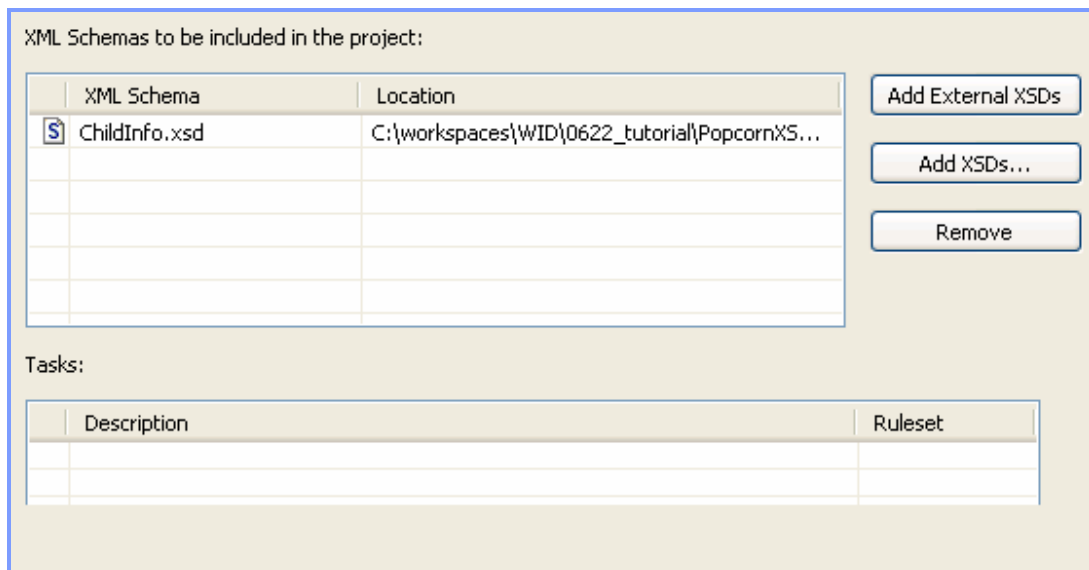 XML Schemas to be included in the project:
XML Schema Location
Add External XSDs
S ChildInfo.xsd C:\workspaces\WID\0622_tutorial\PopcornXS...
Add XSDs...
Remove
Tasks:
Description Ruleset